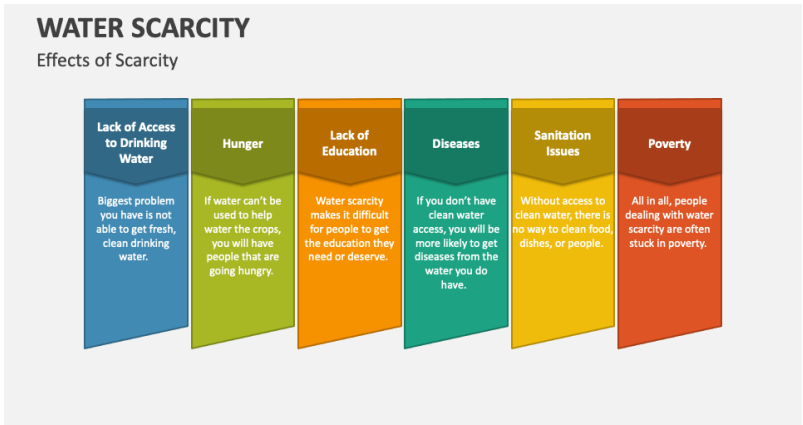 WATER SCARCITY
Effects of Scarcity
Lack of Access
to Drinking
Water
Biggest problem
you have is not
able to get fresh,
clean drinking
water.
Hunger
If water can’t be
used to help
water the crops,
you will have
people that are
going hungry.
Lack of
Education
Water scarcity
makes it difficult
for people to get
the education they
need or deserve.
Diseases
If you don’t have
clean water
access, you will be
more likely to get
diseases from the
water you do
have.
Sanitation
Issues
Without access to
clean water, there is
no way to clean food,
dishes, or people.
Poverty
All in all, people
dealing with water
scarcity are often
stuck in poverty.